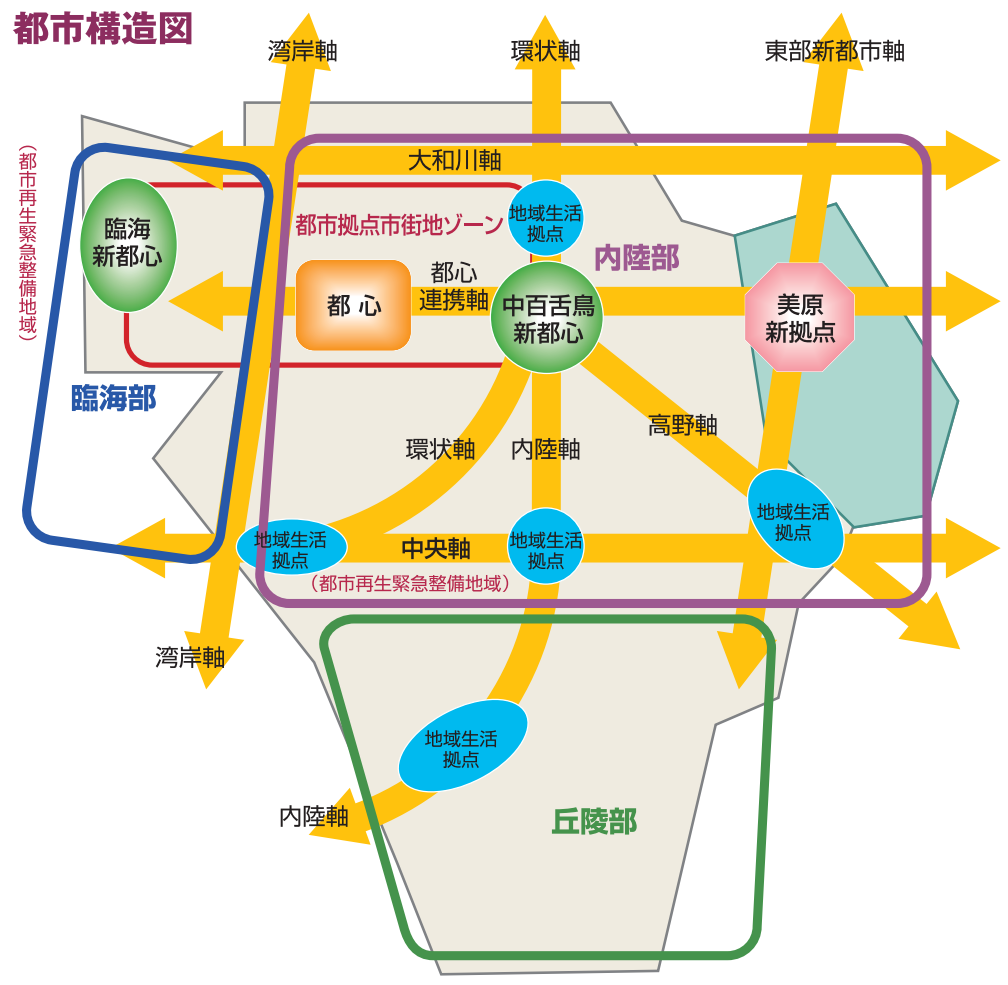 都市構造図
湾岸軸
環状軸
東部新都市軸
大和川軸
（都市再生緊急整備地域）
臨海
新都心
都市拠点市街地ゾーン
地域生活
拠点
内陸部
都心
都心
連携軸
中百舌鳥
新都心
美原
新拠点
臨海部
環状軸
内陸軸
高野軸
地域生活
拠点
中央軸
地域生活
拠点
地域生活
拠点
（都市再生緊急整備地域）
湾岸軸
地域生活
拠点
内陸軸
丘陵部